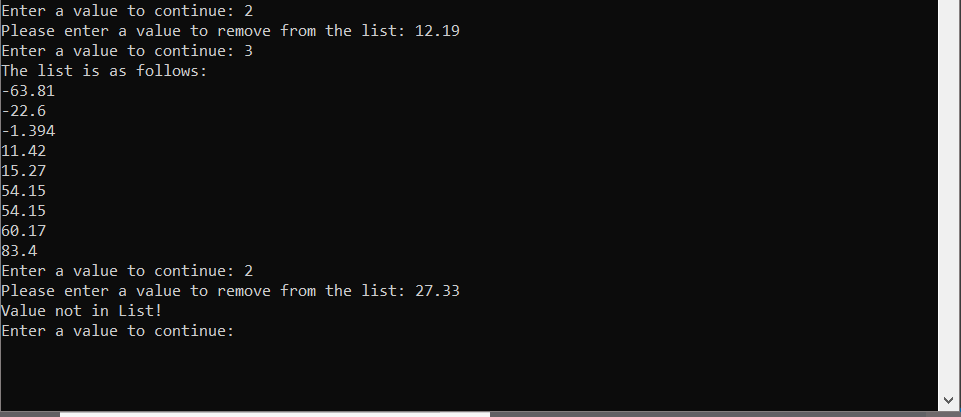 Enter a value to continue: 2
Please enter a value to remove from the list: 12.19
Enter a value to continue: 3
The list is as follows:
-63.81
-22.6
-1.394
11.42
15.27
54.15
54.15
60.17
83.4
Enter a value to continue: 2
Please enter a value to remove from the list: 27.33
Value not in List!
Enter a value to continue: